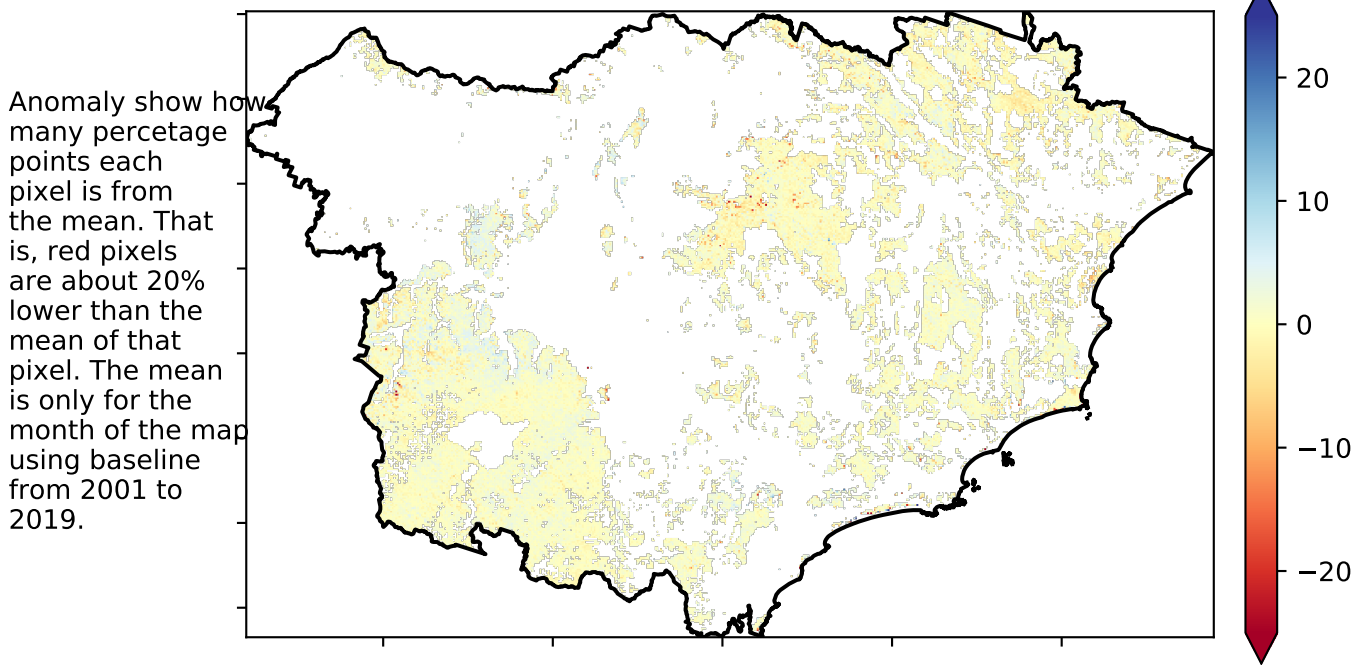 Anomaly show how
many percetage
points each
pixel is from
the mean. That
is, red pixels
are about 20%
lower than the
mean of that
pixel. The mean
is only for the
month of the map
using baseline
from 2001 to
2019.
20
10
0
−10
−20